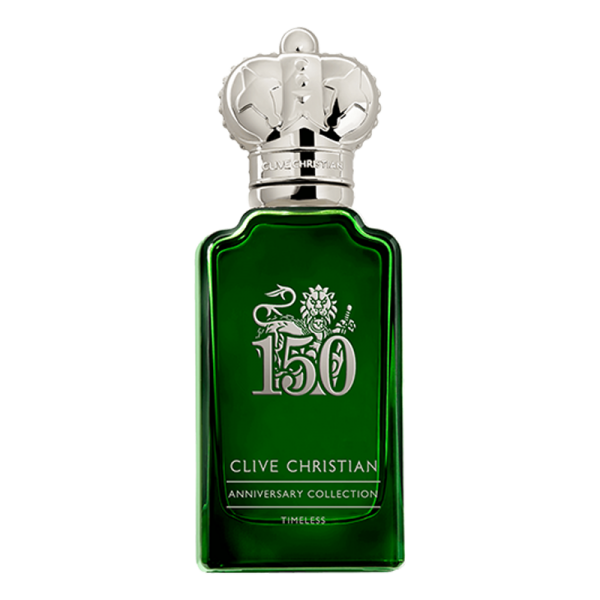 CLIVE CHRISTIAN
150
CLIVE CHRISTIAN
ANNIVERSARY COLLECTION
TIMELESS